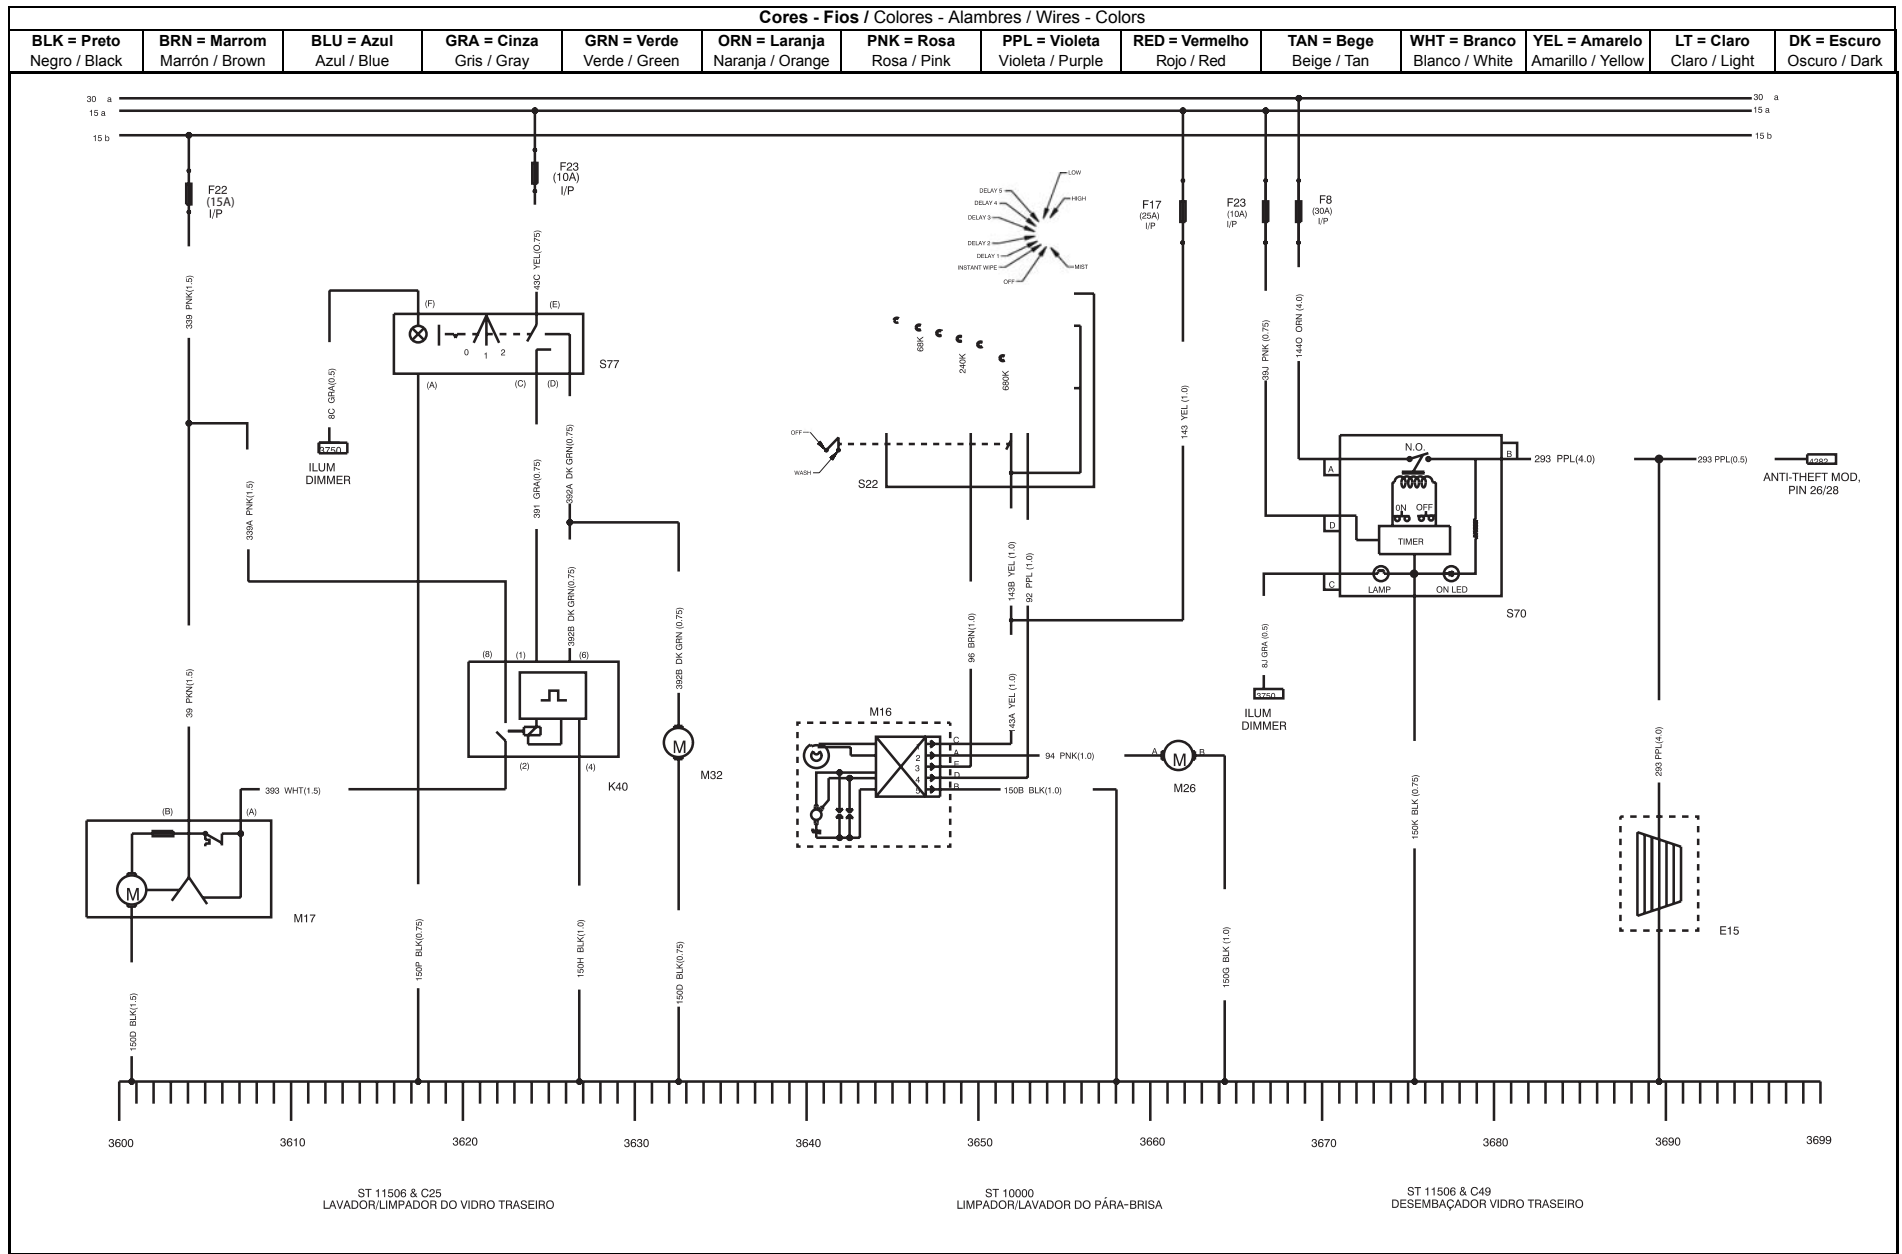 Cores - Fios / Colores - Alambres / Wires - Colors
BLK = Preto
Negro / Black
BRN = Marrom
Marrón / Brown
BLU = Azul
Azul / Blue
GRA = Cinza
Gris / Gray
GRN = Verde
Verde / Green
ORN = Laranja
Naranja / Orange
PNK = Rosa
Rosa / Pink
PPL = Violeta
Violeta / Purple
RED = Vermelho
Rojo / Red
TAN = Bege
Beige / Tan
WHT = Branco
Blanco / White
YEL = Amarelo
Amarillo / Yellow
LT = Claro
Claro / Light
DK = Escuro
Oscuro / Dark
30 a
15 a
15 b
30 a
15 a
15 b
F22
(15A)
I/P
339 PNK(1.5)
339A PNK(1.5)
39 PKN(1.5)
393 WHT(1.5)
(B)
(A)
M
M17
150D BLK(1.5)
8C GRA(0.5)
3750
ILUM
DIMMER
F23
(10A)
I/P
43C YEL(O.75)
(F)
(E)
0
1
2
S77
(A)
(C)
(D)
391 GRA(0.75)
392A DK GRN(0.75)
392B DK GRN(0.75)
392B DK GRN (0.75)
(8)
(1)
(6)
(2)
(4)
K40
M
M32
150P BLK(0.75)
150H BLK(1.0)
150D BLK(0.75)
LOW
HIGH
DELAY 5
DELAY 4
DELAY 3
DELAY 2
DELAY 1
INSTANT WIPE
OFF
MIST
68K
240K
680K
OFF
WASH
S22
143B YEL (1.0)
92 PPL (1.0)
96 BRN(1.0)
143A YEL (1.0)
M16
1
2
3
4
5
C
A
E
D
B
94 PNK(1.0)
150B BLK(1.0)
A
M
B
M26
150G BLK (1.0)
F17
(25A)
I/P
143 YEL (1.0)
F23
(10A)
I/P
39J PNK (0.75)
F8
(30A)
I/P
144O ORN (4.0)
N.O.
A
B
ON
OFF
D
TIMER
C
LAMP
ON LED
S70
8J GRA (0.5)
3750
ILUM
DIMMER
150K BLK (0.75)
293 PPL(4.0)
293 PPL(0.5)
4282
ANTI-THEFT MOD,
PIN 26/28
293 PPL(4.0)
E15
3600
3610
3620
3630
3640
3650
3660
3670
3680
3690
3699
ST 11506 & C25
LAVADOR/LIMPADOR DO VIDRO TRASEIRO
ST 10000
LIMPADOR/LAVADOR DO PÁRA-BRISA
ST 11506 & C49
DESEMBAÇADOR VIDRO TRASEIRO